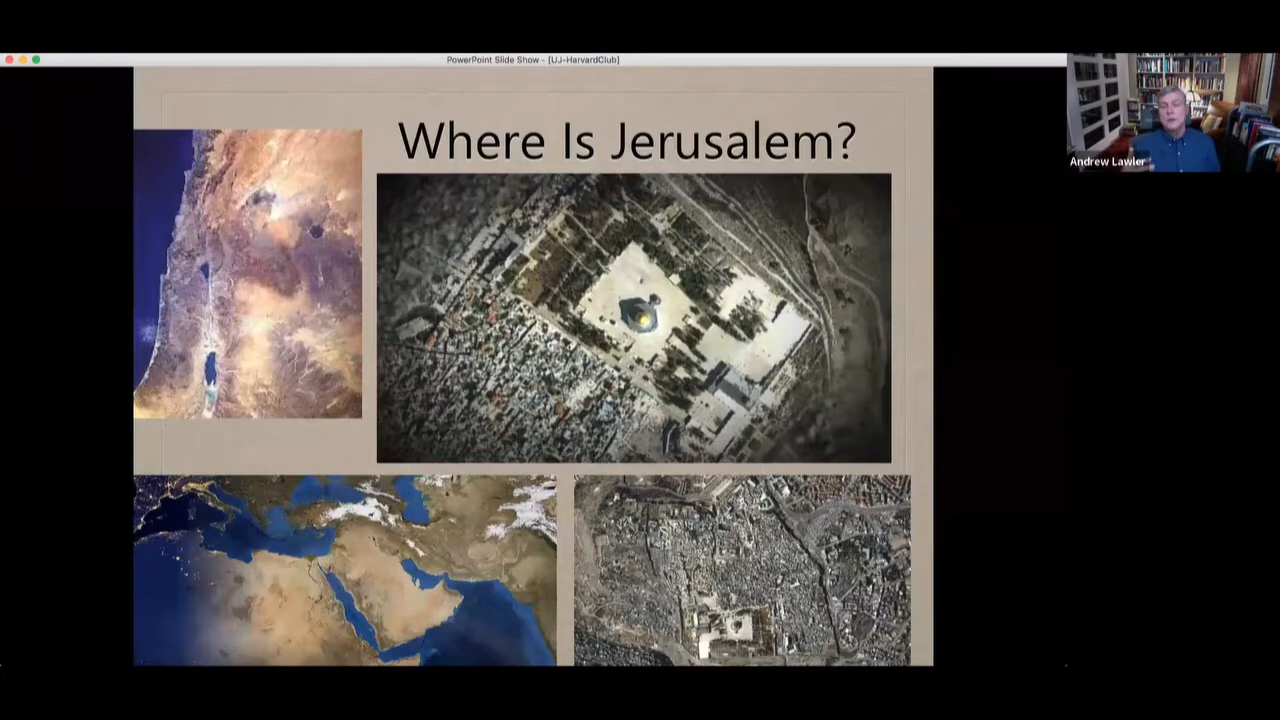 PowerPoint Slide Show - [UJ-HarvardClub]
Where Is Jerusalem?
Andrew Lawler